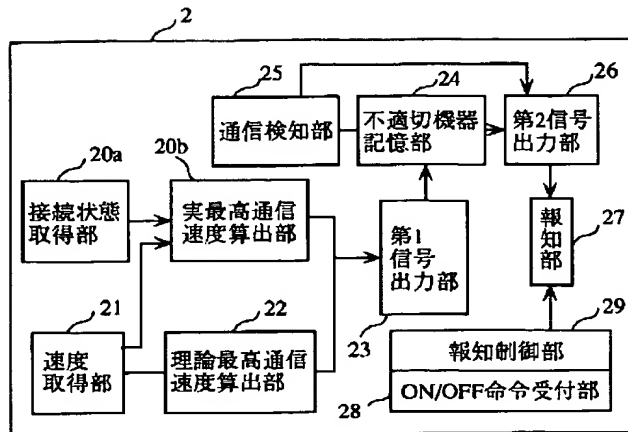 2
25
通信検知部
24
不適切機器
記憶部
26
第2信号
出力部
20a
接続状態
取得部
20b
実最高通信
速度算出部
第1
信号
出力部
23
報
知
部
27
21
速度
取得部
22
理論最高通信
速度算出部
29
報知制御部
ON/OFF命令受付部
28